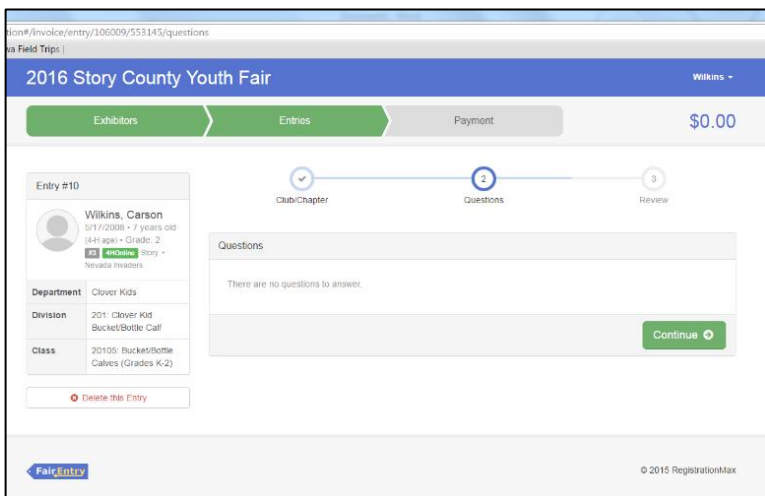 tion#/invoice/entry/106009/553145/questions
wa Field Trips |
2016 Story County Youth Fair
Wilkins
Exhibitors
Entries
Payment
$0.00
Entry #10
Wilkins, Carson
5/17/2008 • 7 years old
(4-H age) • Grade: 2
#3 4HOnline Story •
Nevada Invaders
Department Clover Kids
Division 201: Clover Kid
Bucket/Bottle Calf
Class 20105: Bucket/Bottle
Calves (Grades K-2)
Delete this Entry
Club/Chapter
2
Questions
3
Review
Questions
There are no questions to answer.
Continue
FairEntry
© 2015 RegistrationMax